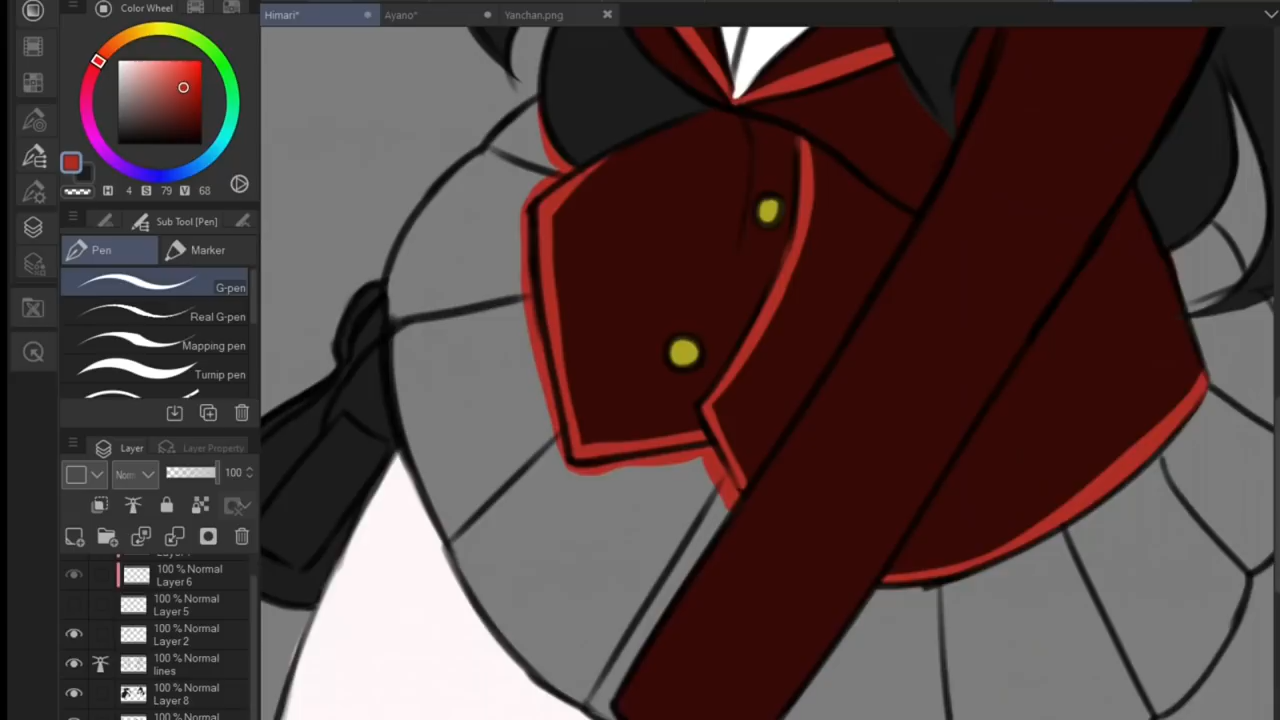 Color Wheel
Himari*
Ayano*
Yanchan.png
H 4 S 79 V 68
Sub Tool [Pen]
Pen
Marker
G-pen
Real G-pen
Mapping pen
Turnip pen
Layer
Layer Property
100
100 % Normal
Layer 6
100 % Normal
Layer 5
100 % Normal
Layer 2
100 % Normal
lines
100 % Normal
Layer 8
100 % Normal